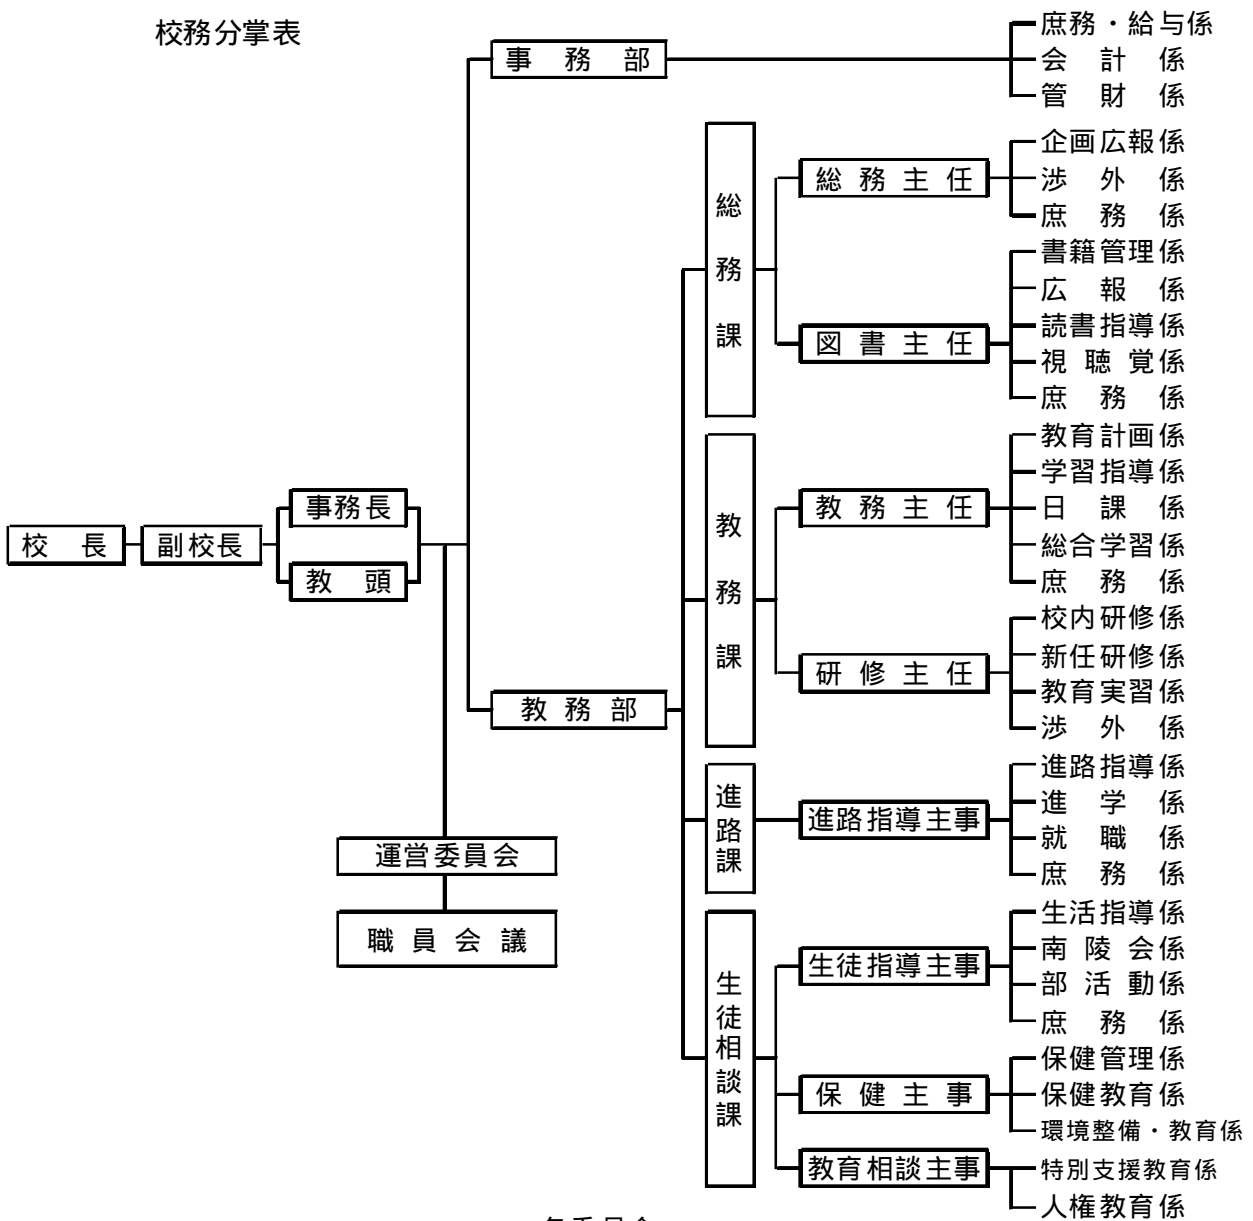 校務分掌表
校長
副校長
事務長
教頭
運営委員会
職員会議
事務部
庶務・給与係
会計係
管財係
教務部
総務課
総務主任
企画広報係
渉外係
庶務係
図書主任
書籍管理係
広報係
読書指導係
視聴覚係
庶務係
教務課
教務主任
教育計画係
学習指導係
日課係
総合学習係
庶務係
研修主任
校内研修係
新任研修係
教育実習係
渉外係
進路課
進路指導主事
進路指導係
進学係
就職係
庶務係
生徒相談課
生徒指導主事
生活指導係
南陵会係
部活動係
庶務係
保健主事
保健管理係
保健教育係
環境整備・教育係
教育相談主事
特別支援教育係
人権教育係